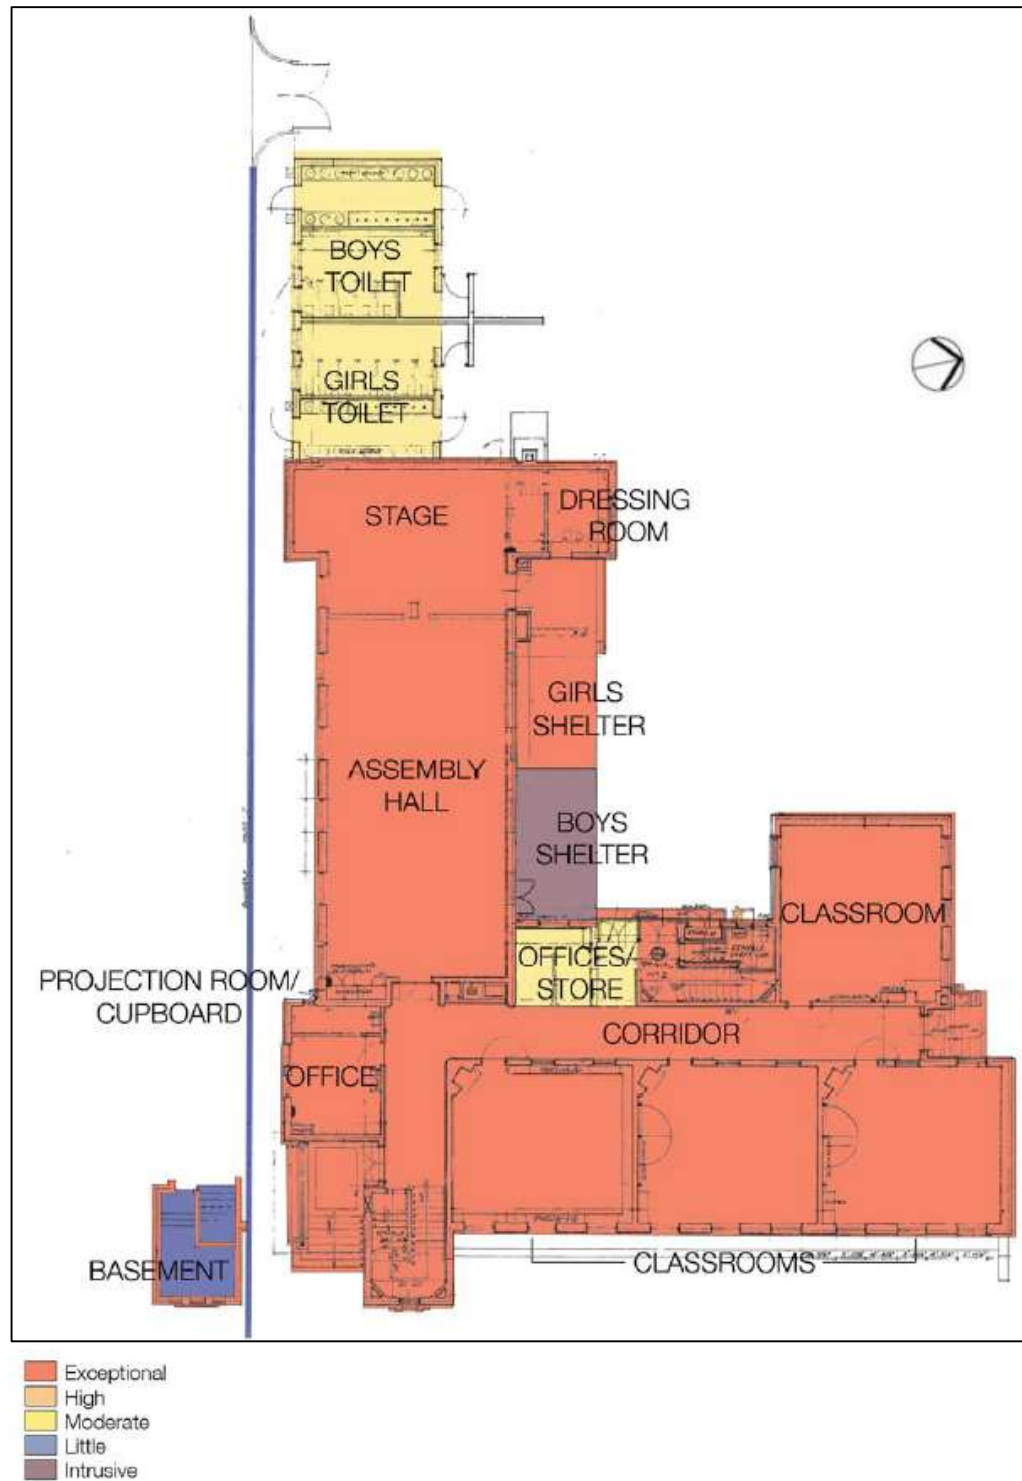 BOYS
TOILET
GIRLS
TOILET
STAGE
DRESSING
ROOM
GIRLS
SHELTER
ASSEMBLY
HALL
BOYS
SHELTER
CLASSROOM
OFFICES/
STORE
PROJECTION ROOM/
CUPBOARD
CORRIDOR
OFFICE
BASEMENT
CLASSROOMS
Exceptional
High
Moderate
Little
Intrusive